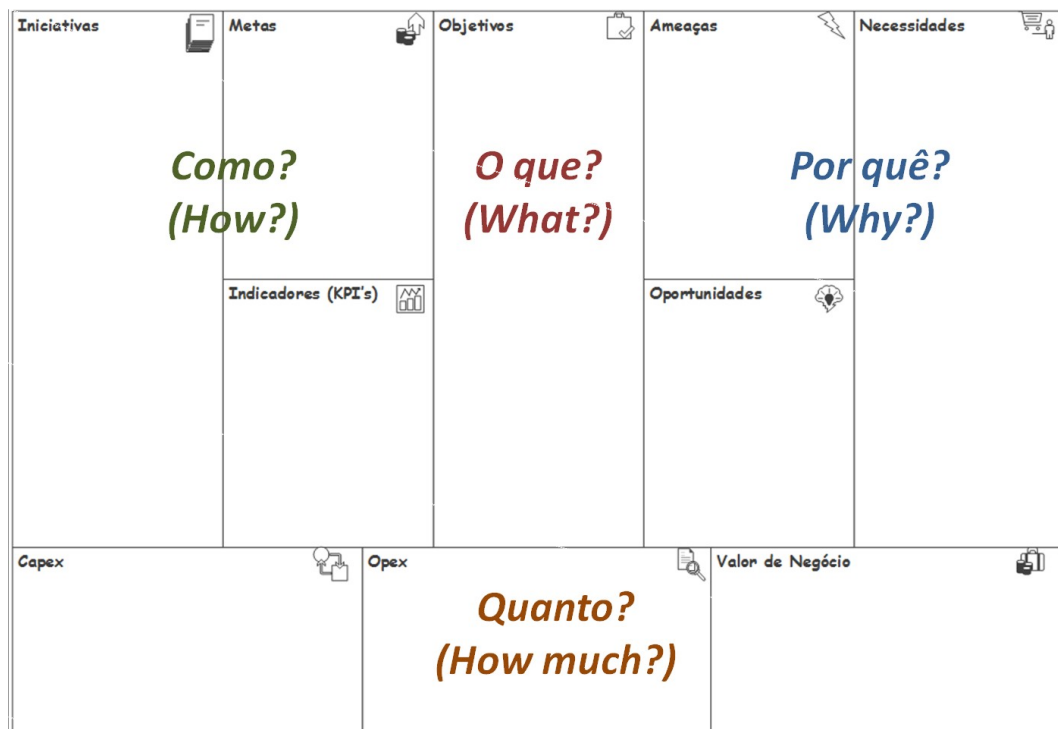 Iniciativas
Metas
Objetivos
Ameaças
Necessidades
Como?
(How?)
O que?
(What?)
Por quê?
(Why?)
Indicadores (KPI's)
Oportunidades
Capex
Opex
Valor de Negócio
Quanto?
(How much?)